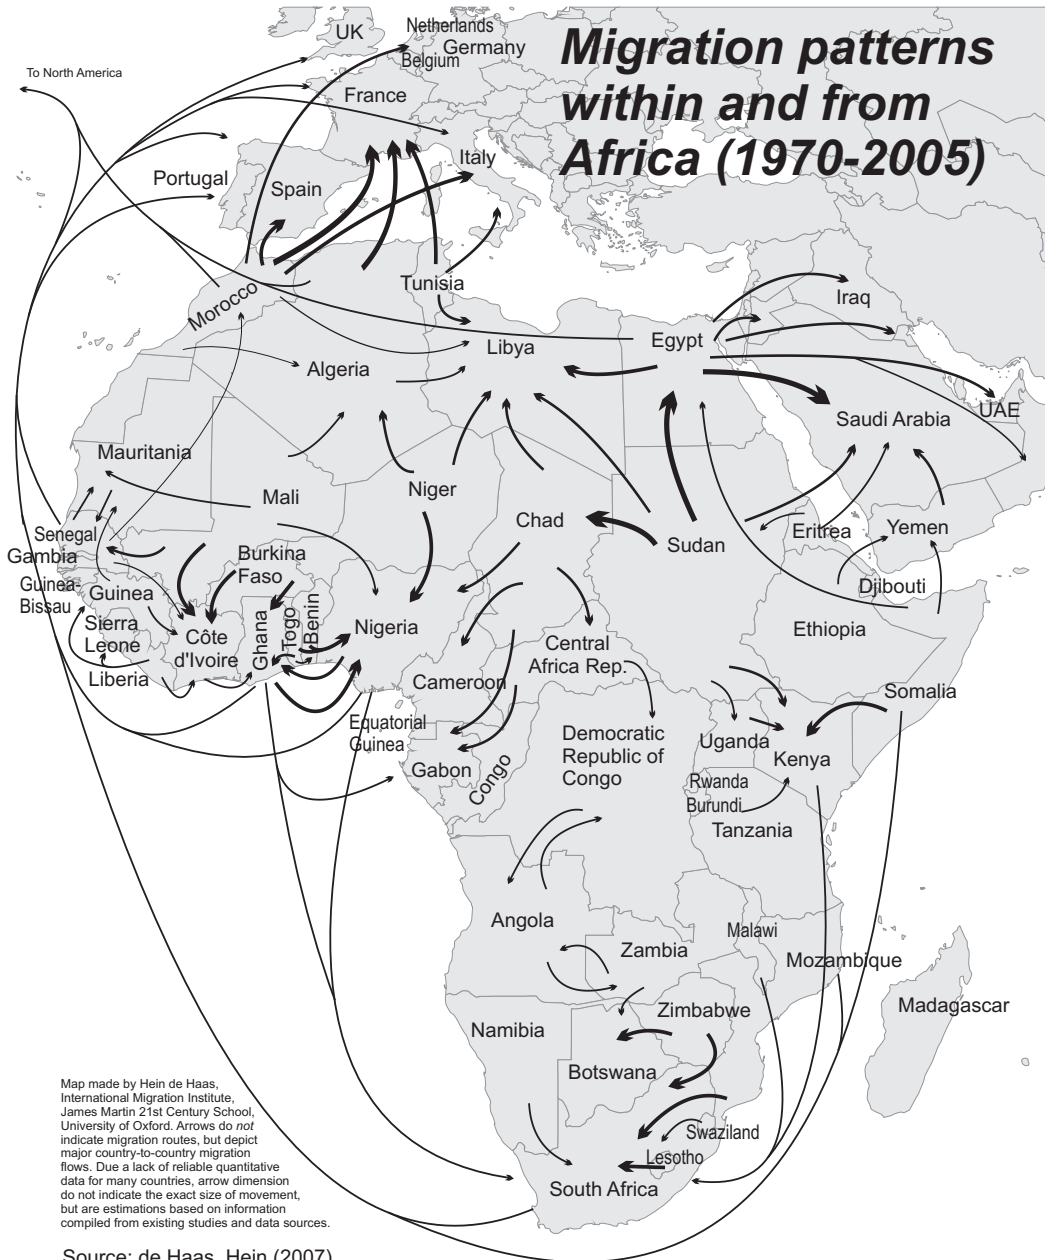 Migration patterns
within and from
Africa (1970-2005)
To North America
UK
Netherlands
Germany
Belgium
France
Italy
Portugal
Spain
Tunisia
Morocco
Iraq
Libya
Egypt
Algeria
UAE
Saudi Arabia
Mauritania
Mali
Niger
Chad
Senegal
Gambia
Sudan
Eritrea
Yemen
Burkina
Faso
Guinea-
Bissau
Guinea
Djibouti
Sierra
Leone
Côte
d'Ivoire
Ghana
Togo
Benin
Nigeria
Ethiopia
Central
Africa Rep.
Liberia
Cameroon
Somalia
Equatorial
Guinea
Democratic
Republic of
Congo
Uganda
Kenya
Gabon
Congo
Rwanda
Burundi
Tanzania
Angola
Malawi
Zambia
Mozambique
Zimbabwe
Madagascar
Namibia
Botswana
Swaziland
Lesotho
South Africa
Map made by Hein de Haas,
International Migration Institute,
James Martin 21st Century School,
University of Oxford. Arrows do not
indicate migration routes, but depict
major country-to-country migration
flows. Due a lack of reliable quantitative
data for many countries, arrow dimension
do not indicate the exact size of movement,
but are estimations based on information
compiled from existing studies and data sources.
Source: de Haas, Hein (2007)